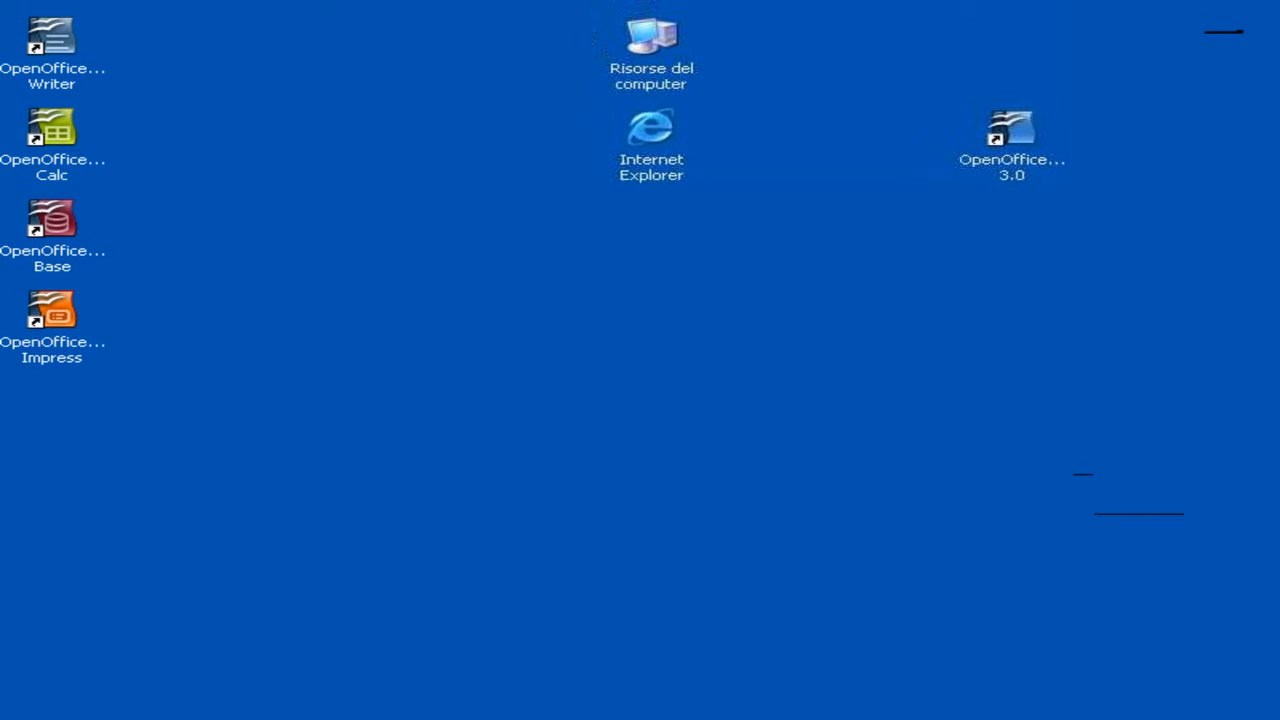 OpenOffice...
Writer
OpenOffice...
Calc
OpenOffice...
Base
OpenOffice...
Impress
Risorse del
computer
Internet
Explorer
OpenOffice...
3.0